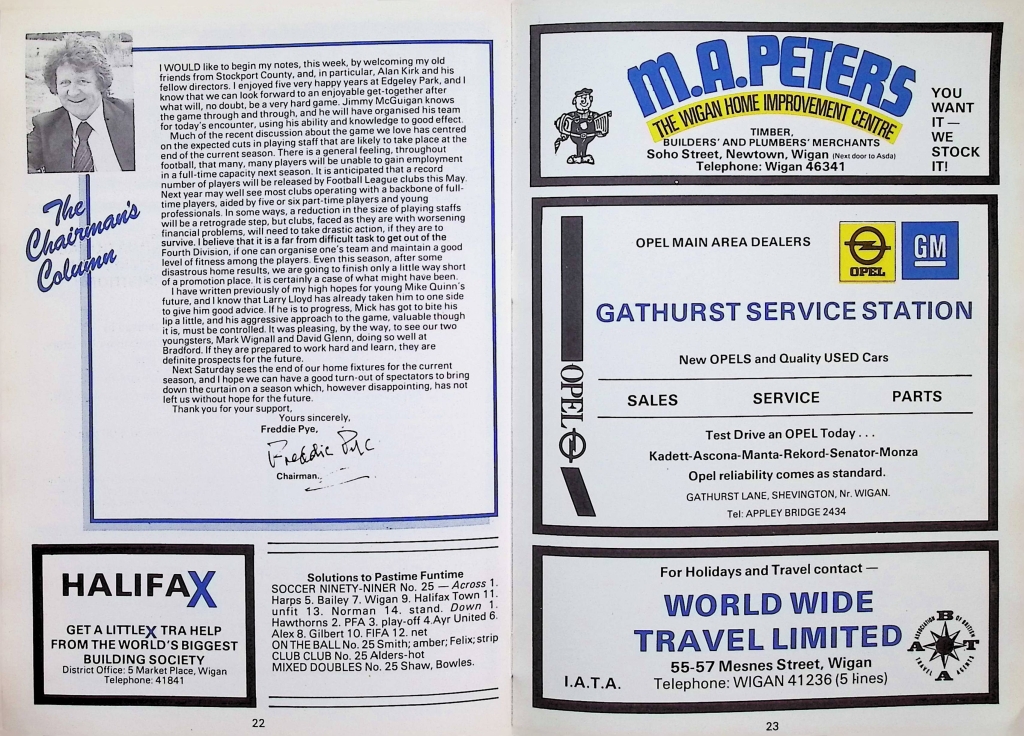 The
Chairman's
Column
I WOULD like to begin my notes, this week, by welcoming my old
friends from Stockport County, and, in particular, Alan Kirk and his
fellow directors. I enjoyed five very happy years at Edgeley Park, and I
know that we can look forward to an enjoyable get-together after
what will, no doubt, be a very hard game. Jimmy McGuigan knows
the game through and through, and he will have organised his team
for today's encounter, using his ability and knowledge to good effect.
Much of the recent discussion about the game we love has centred
on the expected cuts in playing staff that are likely to take place at the
end of the current season. There is a general feeling, throughout
football, that many, many players will be unable to gain employment
in a full-time capacity next season. It is anticipated that a record
number of players will be released by Football League clubs this May.
Next year may well see most clubs operating with a backbone of full-
time players, aided by five or six part-time players and young
professionals. In some ways, a reduction in the size of playing staffs
will be a retrograde step, but clubs, faced as they are with worsening
financial problems, will need to take drastic action, if they are to
survive. I believe that it is a far from difficult task to get out of the
Fourth Division, if one can organise one's team and maintain a good
level of fitness among the players. Even this season, after some
disastrous home results, we are going to finish only a little way short
of a promotion place. It is certainly a case of what might have been.
I have written previously of my high hopes for young Mike Quinn's
future, and I know that Larry Lloyd has already taken him to one side
to give him good advice. If he is to progress, Mick has got to bite his
lip a little, and his aggressive approach to the game, valuable though
it is, must be controlled. It was pleasing, by the way, to see our two
youngsters, Mark Wignall and David Glenn, doing so well at
Bradford. If they are prepared to work hard and learn, they are
definite prospects for the future.
Next Saturday sees the end of our home fixtures for the current
season, and I hope we can have a good turn-out of spectators to bring
down the curtain on a season which, however disappointing, has not
left us without hope for the future.
Thank you for your support,
Yours sincerely,
Freddie Pye,
Freddie Pye
Chairman.
HALIFAX
GET A LITTLE X TRA HELP
FROM THE WORLD'S BIGGEST
BUILDING SOCIETY
District Office: 5 Market Place, Wigan
Telephone: 41841
Solutions to Pastime Funtime
SOCCER NINETY-NINER No. 25 — Across 1.
Harps 5. Bailey 7. Wigan 9. Halifax Town 11.
unfit 13. Norman 14. stand. Down 1.
Hawthorns 2. PFA 3. play-off 4.Ayr United 6.
Alex 8. Gilbert 10. FIFA 12. net
ON THE BALL No. 25 Smith; amber; Felix; strip
CLUB CLUB No. 25 Alders-hot
MIXED DOUBLES No. 25 Shaw, Bowles.
22
M.A.PETERS
THE WIGAN HOME IMPROVEMENT CENTRE
TIMBER,
BUILDERS' AND PLUMBERS' MERCHANTS
Soho Street, Newtown, Wigan (Next door to Asda)
Telephone: Wigan 46341
YOU
WANT
IT —
WE
STOCK
IT!
OPEL MAIN AREA DEALERS
OPEL
GM
GATHURST SERVICE STATION
New OPELS and Quality USED Cars
SALES SERVICE PARTS
OPEL
Test Drive an OPEL Today . . .
Kadett-Ascona-Manta-Rekord-Senator-Monza
Opel reliability comes as standard.
GATHURST LANE, SHEVINGTON, Nr. WIGAN.
Tel: APPLEY BRIDGE 2434
For Holidays and Travel contact —
WORLD WIDE
TRAVEL LIMITED
55-57 Mesnes Street, Wigan
I.A.T.A. Telephone: WIGAN 41236 (5 lines)
ABTA
ASSOCIATION OF BRITISH TRAVEL AGENTS
23